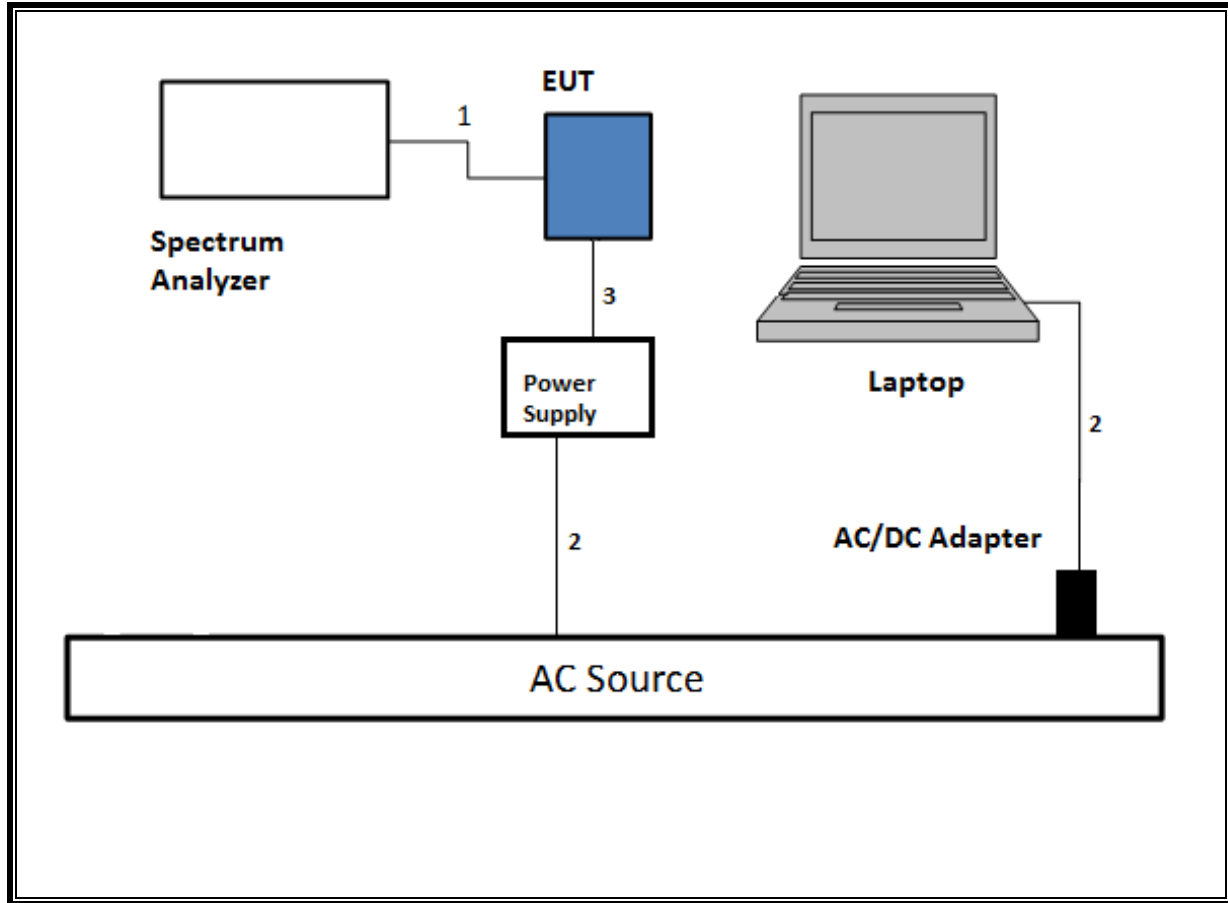 EUT
1
Spectrum
Analyzer
3
Power
Supply
Laptop
2
2
AC/DC Adapter
AC Source